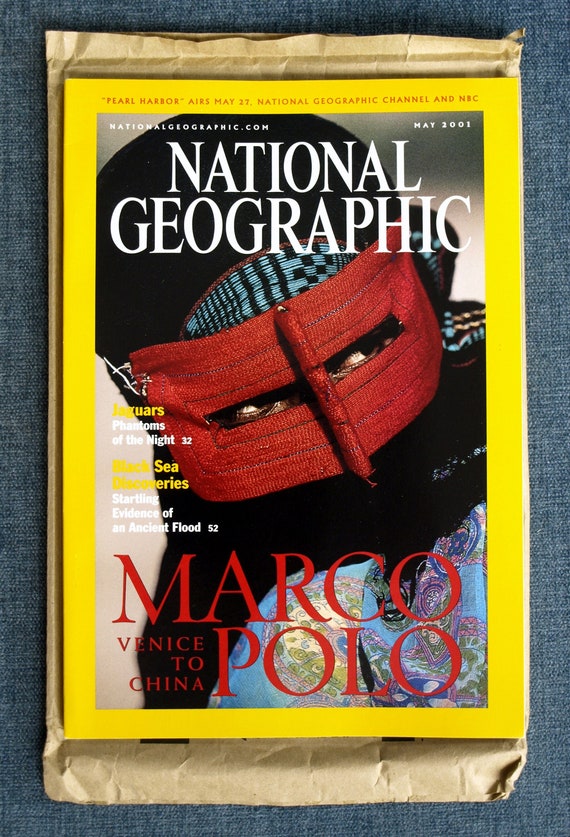 "PEARL HARBOR" AIRS MAY 27, NATIONAL GEOGRAPHIC CHANNEL AND NBC
NATIONALGEOGRAPHIC.COM
MAY 2001
NATIONAL
GEOGRAPHIC
Jaguars
Phantoms
of the Night 32
Black Sea
Discoveries
Startling
Evidence of
an Ancient Flood 52
MARCO
POLO
VENICE
TO
CHINA